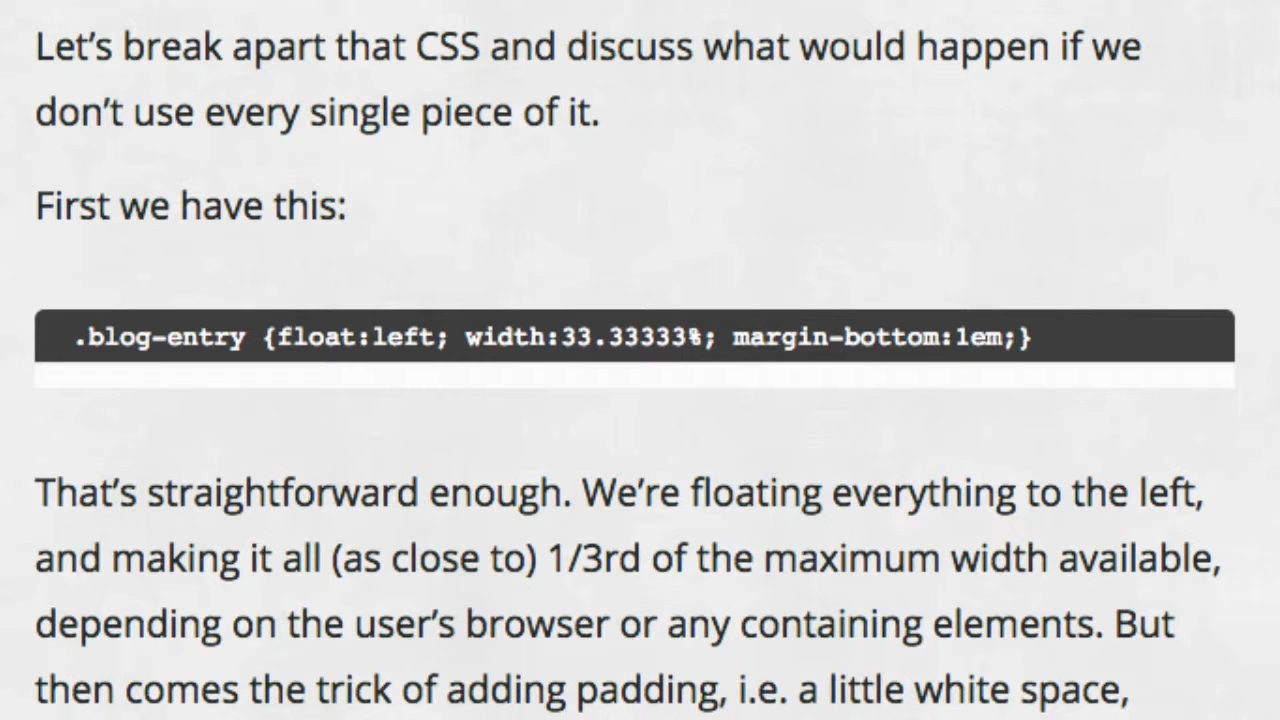 Let’s break apart that CSS and discuss what would happen if we
don’t use every single piece of it.
First we have this:
.blog-entry {float:left; width:33.33333%; margin-bottom:1em;}
That’s straightforward enough. We’re floating everything to the left,
and making it all (as close to) 1/3rd of the maximum width available,
depending on the user’s browser or any containing elements. But
then comes the trick of adding padding, i.e. a little white space,